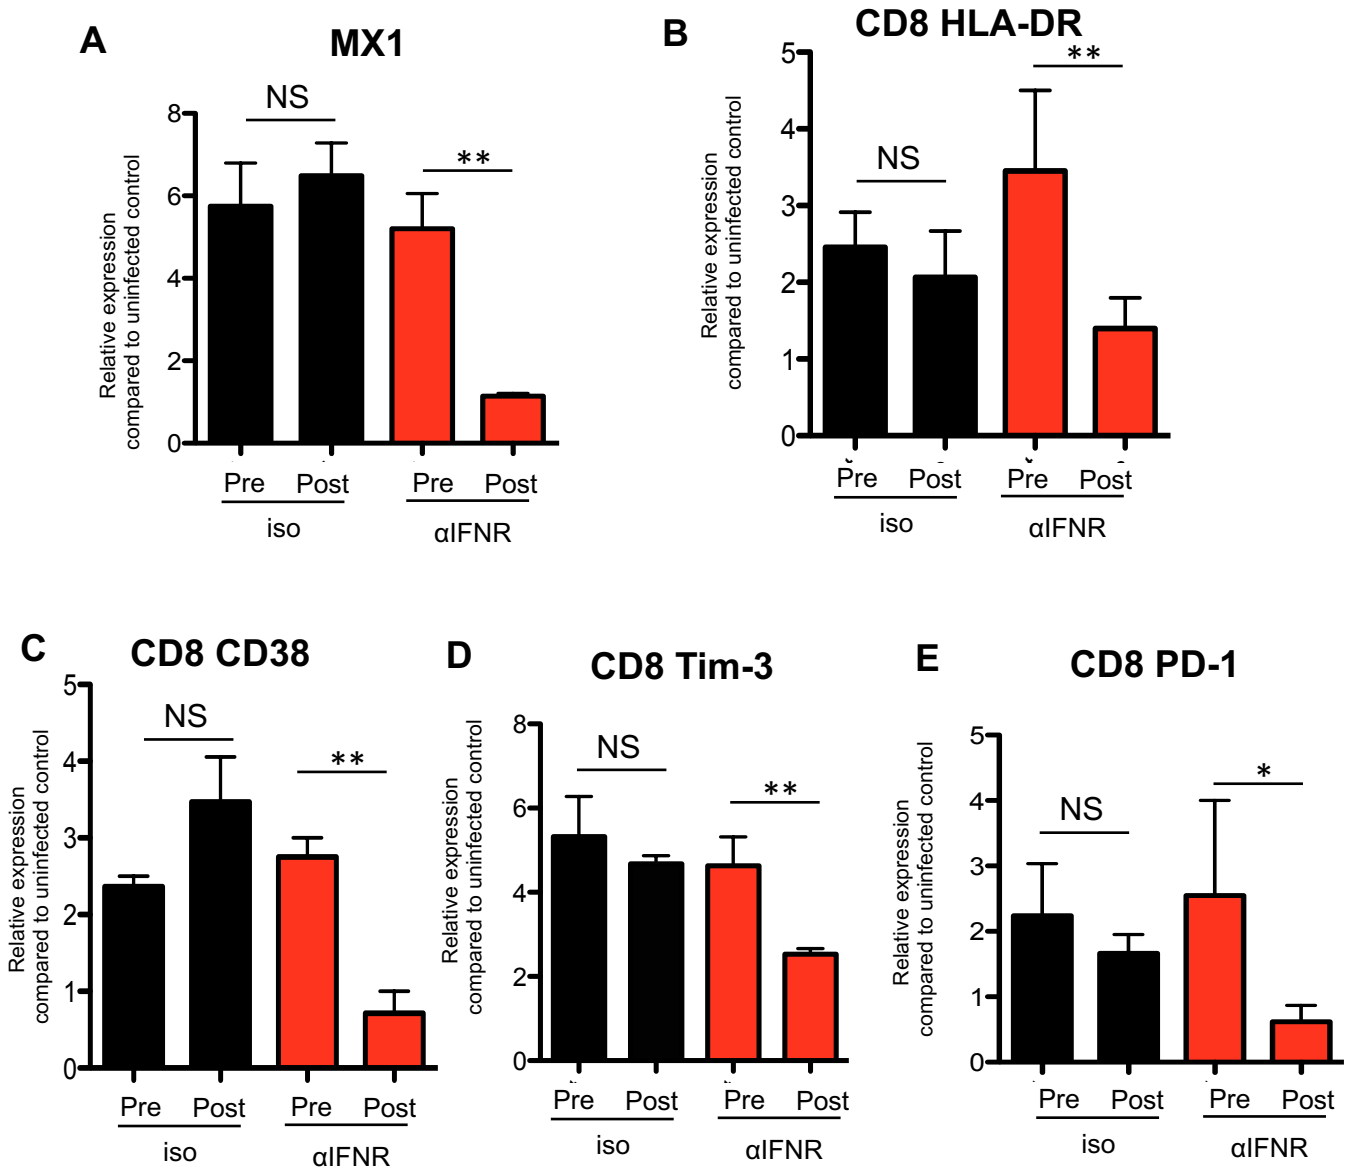 A
MX1
Relative expression
compared to uninfected control
8
6
4
2
0
NS
**
Pre Post Pre Post
iso αIFNR
B
CD8 HLA-DR
Relative expression
compared to uninfected control
5
4
3
2
1
0
NS
**
Pre Post Pre Post
iso αIFNR
C
CD8 CD38
Relative expression
compared to uninfected control
5
4
3
2
1
0
NS
**
Pre Post Pre Post
iso αIFNR
D
CD8 Tim-3
Relative expression
compared to uninfected control
8
6
4
2
0
NS
**
Pre Post Pre Post
iso αIFNR
E
CD8 PD-1
Relative expression
compared to uninfected control
5
4
3
2
1
0
NS
*
Pre Post Pre Post
iso αIFNR